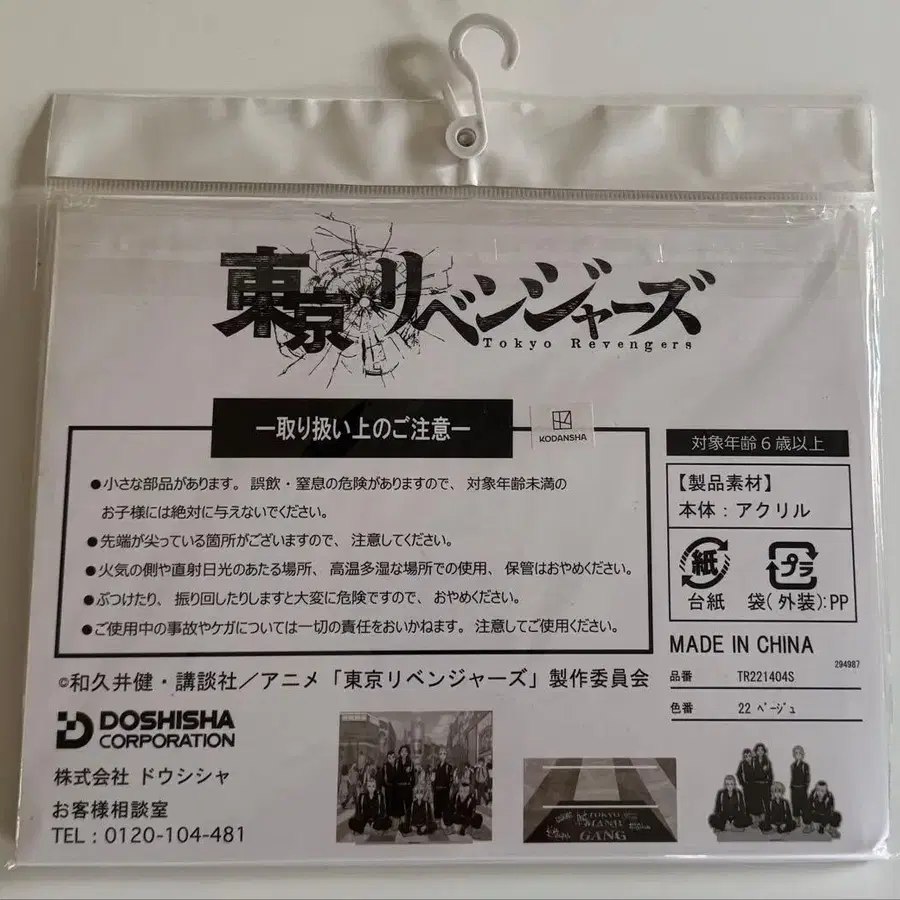 東京リベンジャーズ
Tokyo Revengers
ー取り扱い上のご注意ー
KODANSHA
●小さな部品があります。誤飲・窒息の危険がありますので、対象年齢未満の
お子様には絶対に与えないでください。
●先端が尖っている箇所がございますので、注意してください。
●火気の側や直射日光のあたる場所、高温多湿な場所での使用、保管はおやめください。
●ぶつけたり、振り回したりしますと大変に危険ですので、おやめください。
●ご使用中の事故やケガについては一切の責任をおいかねます。注意してご使用ください。
対象年齢6歳以上
【製品素材】
本体：アクリル
紙
プラ
台紙
袋(外装):PP
MADE IN CHINA
294987
品番 TR221404S
色番 22 ベージュ
©和久井健・講談社／アニメ「東京リベンジャーズ」製作委員会
DOSHISHA
CORPORATION
株式会社 ドウシシャ
お客様相談室
TEL：0120-104-481
TOKYO
MANJI
GANG